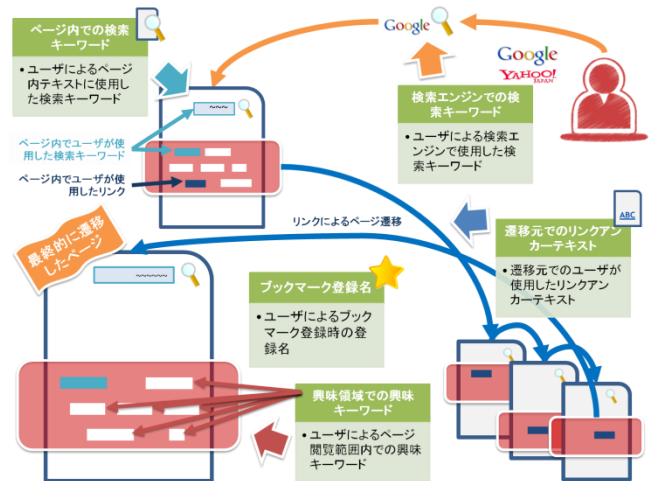 ページ内での検索
キーワード
•ユーザによるページ
内テキストに使用し
た検索キーワード
Google
Google
YAHOO!
JAPAN
検索エンジンでの検
索キーワード
•ユーザによる検索エ
ンジンで使用した検
索キーワード
~~~
ページ内でユーザが使
用した検索キーワード
ページ内でユーザが使
用したリンク
リンクによるページ遷移
ABC
遷移元でのリンクアン
カーテキスト
•遷移元でのユーザが
使用したリンクアン
カーテキスト
最終的に遷移
したページ
~~~~~~
ブックマーク登録名
•ユーザによるブック
マーク登録時の登
録名
興味領域での興味
キーワード
•ユーザによるページ
閲覧範囲内での興味
キーワード